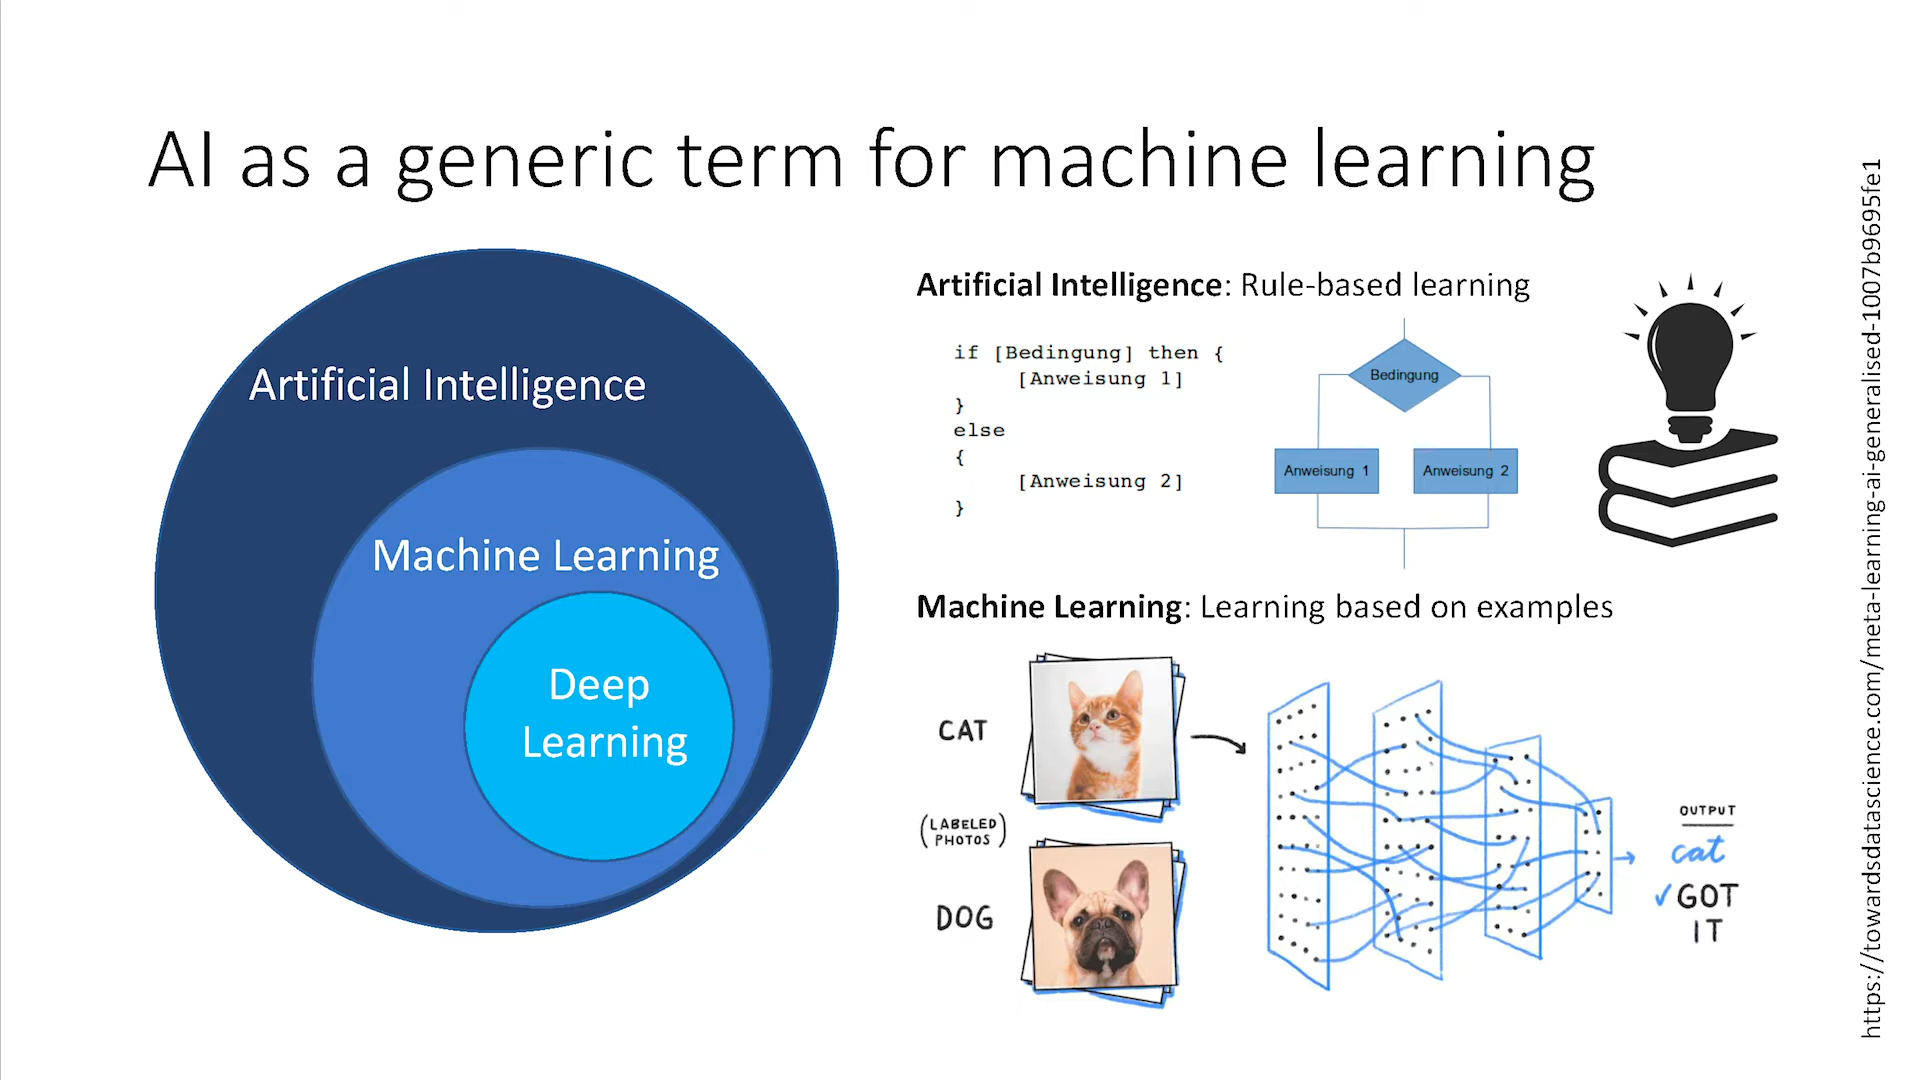 AI as a generic term for machine learning
Artificial Intelligence
Machine Learning
Deep
Learning
Artificial Intelligence: Rule-based learning
if [Bedingung] then {
[Anweisung 1]
}
else
{
[Anweisung 2]
}
Bedingung
Anweisung 1
Anweisung 2
Machine Learning: Learning based on examples
CAT
(LABELED
PHOTOS)
DOG
OUTPUT
cat
✓GOT
IT
https://towardsdatascience.com/meta-learning-ai-generalised-1007b9695fe1